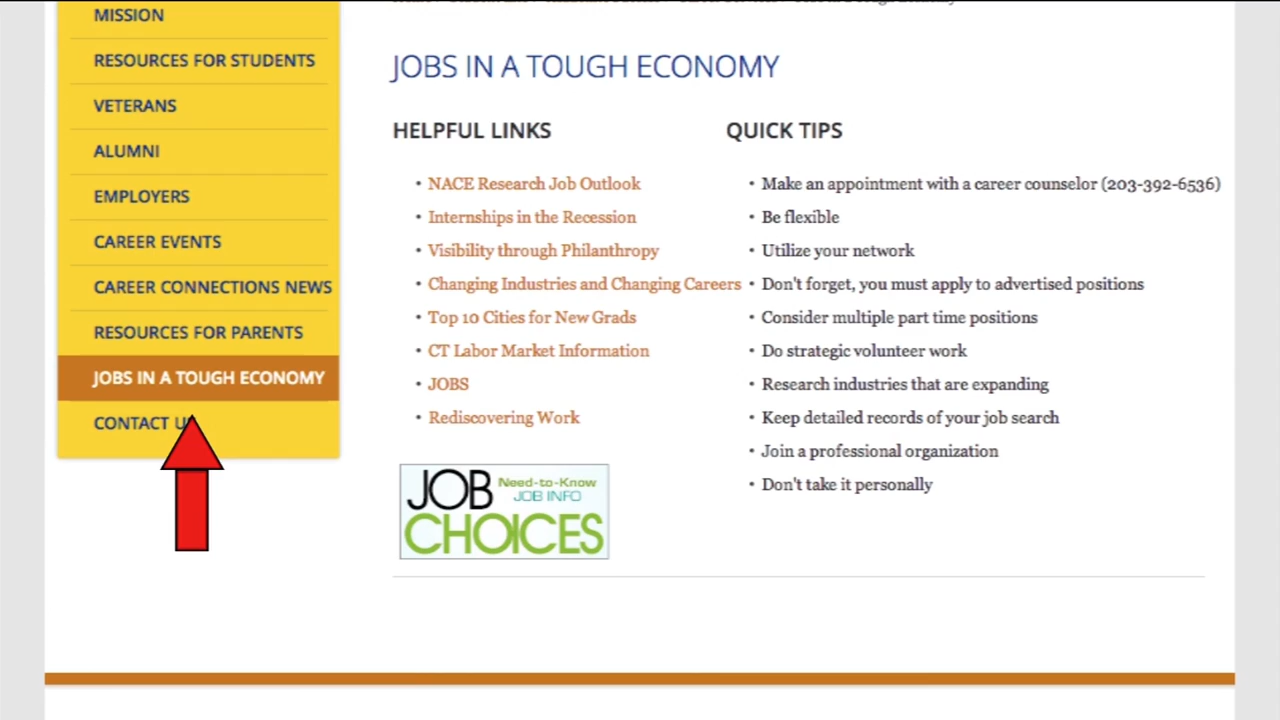 MISSION
RESOURCES FOR STUDENTS
VETERANS
ALUMNI
EMPLOYERS
CAREER EVENTS
CAREER CONNECTIONS NEWS
RESOURCES FOR PARENTS
JOBS IN A TOUGH ECONOMY
CONTACT
JOBS IN A TOUGH ECONOMY
HELPFUL LINKS
• NACE Research Job Outlook
• Internships in the Recession
• Visibility through Philanthropy
• Changing Industries and Changing Careers
• Top 10 Cities for New Grads
• CT Labor Market Information
• JOBS
• Rediscovering Work
JOB Need-to-Know
JOB INFO
CHOICES
QUICK TIPS
• Make an appointment with a career counselor (203-392-6536)
• Be flexible
• Utilize your network
• Don't forget, you must apply to advertised positions
• Consider multiple part time positions
• Do strategic volunteer work
• Research industries that are expanding
• Keep detailed records of your job search
• Join a professional organization
• Don't take it personally